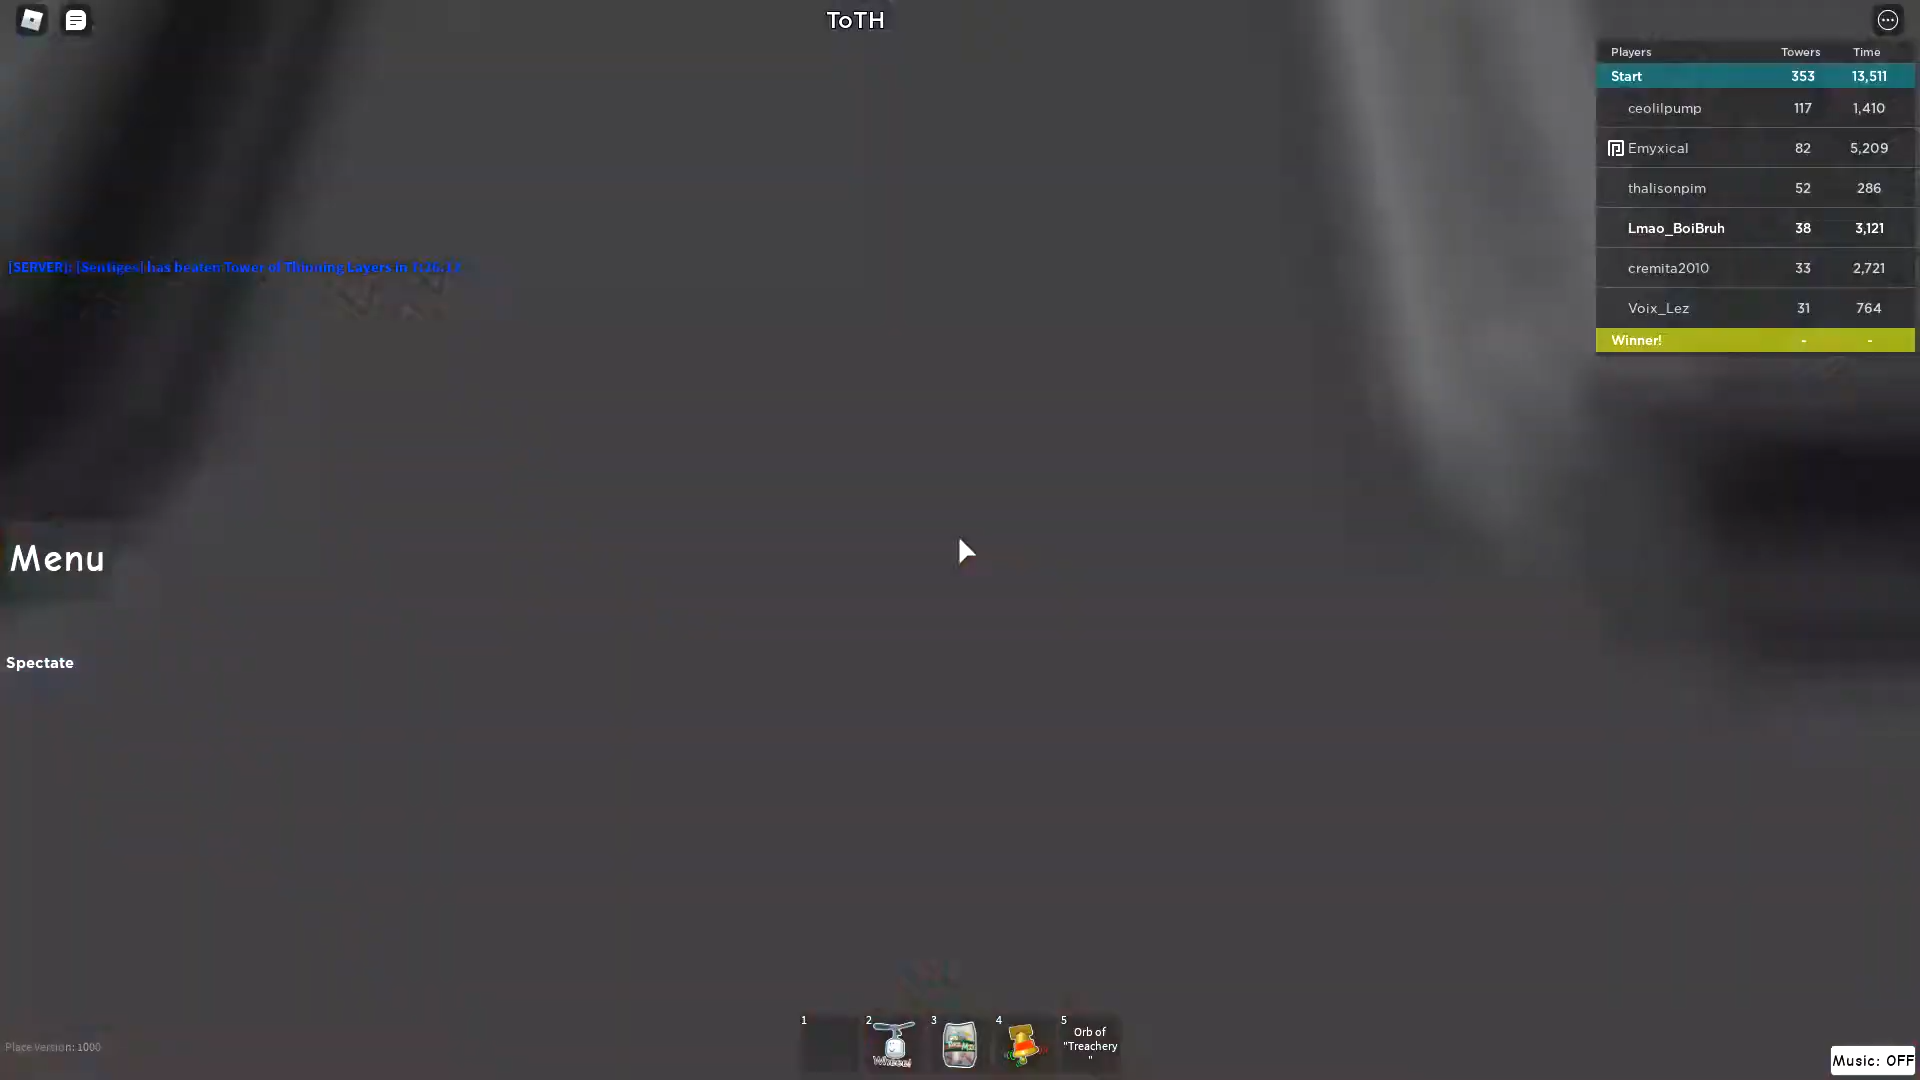 ToTH
Players Towers Time
Start 353 13,511
ceolilpump 117 1,410
Emyxical 82 5,209
thalisonpim 52 286
Lmao_BoiBruh 38 3,121
cremita2010 33 2,721
Voix_Lez 31 764
Winner! - -
[SERVER]: [Sentiges] has beaten Tower of Thinning Layers in
Menu
Spectate
1 2 3 4 5
Wheee!
Orb of
"Treachery
"
Place Version: 1000
Music: OFF